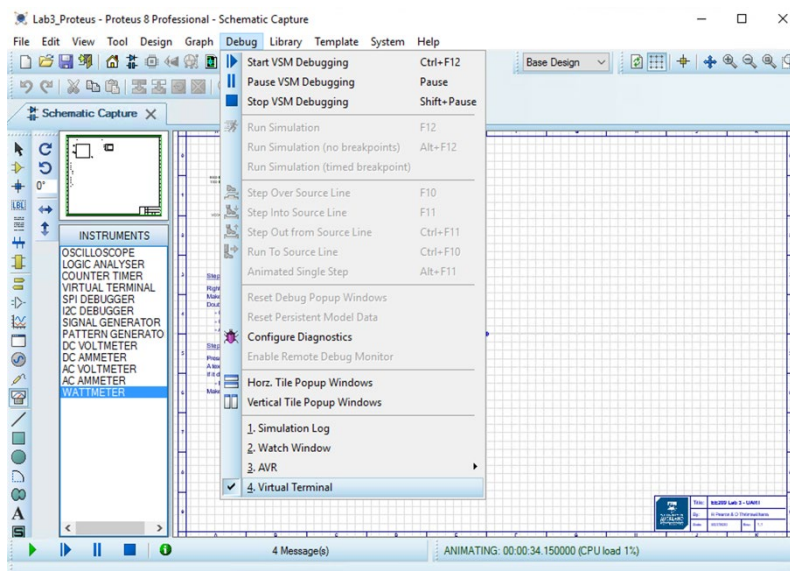 Lab3_Proteus - Proteus 8 Professional - Schematic Capture
File Edit View Tool Design Graph Debug Library Template System Help
Base Design
Schematic Capture
Start VSM Debugging Ctrl+F12
Pause VSM Debugging Pause
Stop VSM Debugging Shift+Pause
Run Simulation F12
Run Simulation (no breakpoints) Alt+F12
Run Simulation (timed breakpoint)
Step Over Source Line F10
Step Into Source Line F11
Step Out from Source Line Ctrl+F11
Run To Source Line Ctrl+F10
Animated Single Step Alt+F11
Reset Debug Popup Windows
Reset Persistent Model Data
Configure Diagnostics
Enable Remote Debug Monitor
Horz. Tile Popup Windows
Vertical Tile Popup Windows
1. Simulation Log
2. Watch Window
3. AVR
4. Virtual Terminal
0°
LBL
INSTRUMENTS
OSCILLOSCOPE
LOGIC ANALYSER
COUNTER TIMER
VIRTUAL TERMINAL
SPI DEBUGGER
I2C DEBUGGER
SIGNAL GENERATOR
PATTERN GENERATO
DC VOLTMETER
DC AMMETER
AC VOLTMETER
AC AMMETER
WATTMETER
A
S
Title:
By:
4 Message(s)
ANIMATING: 00:00:34.150000 (CPU load 1%)